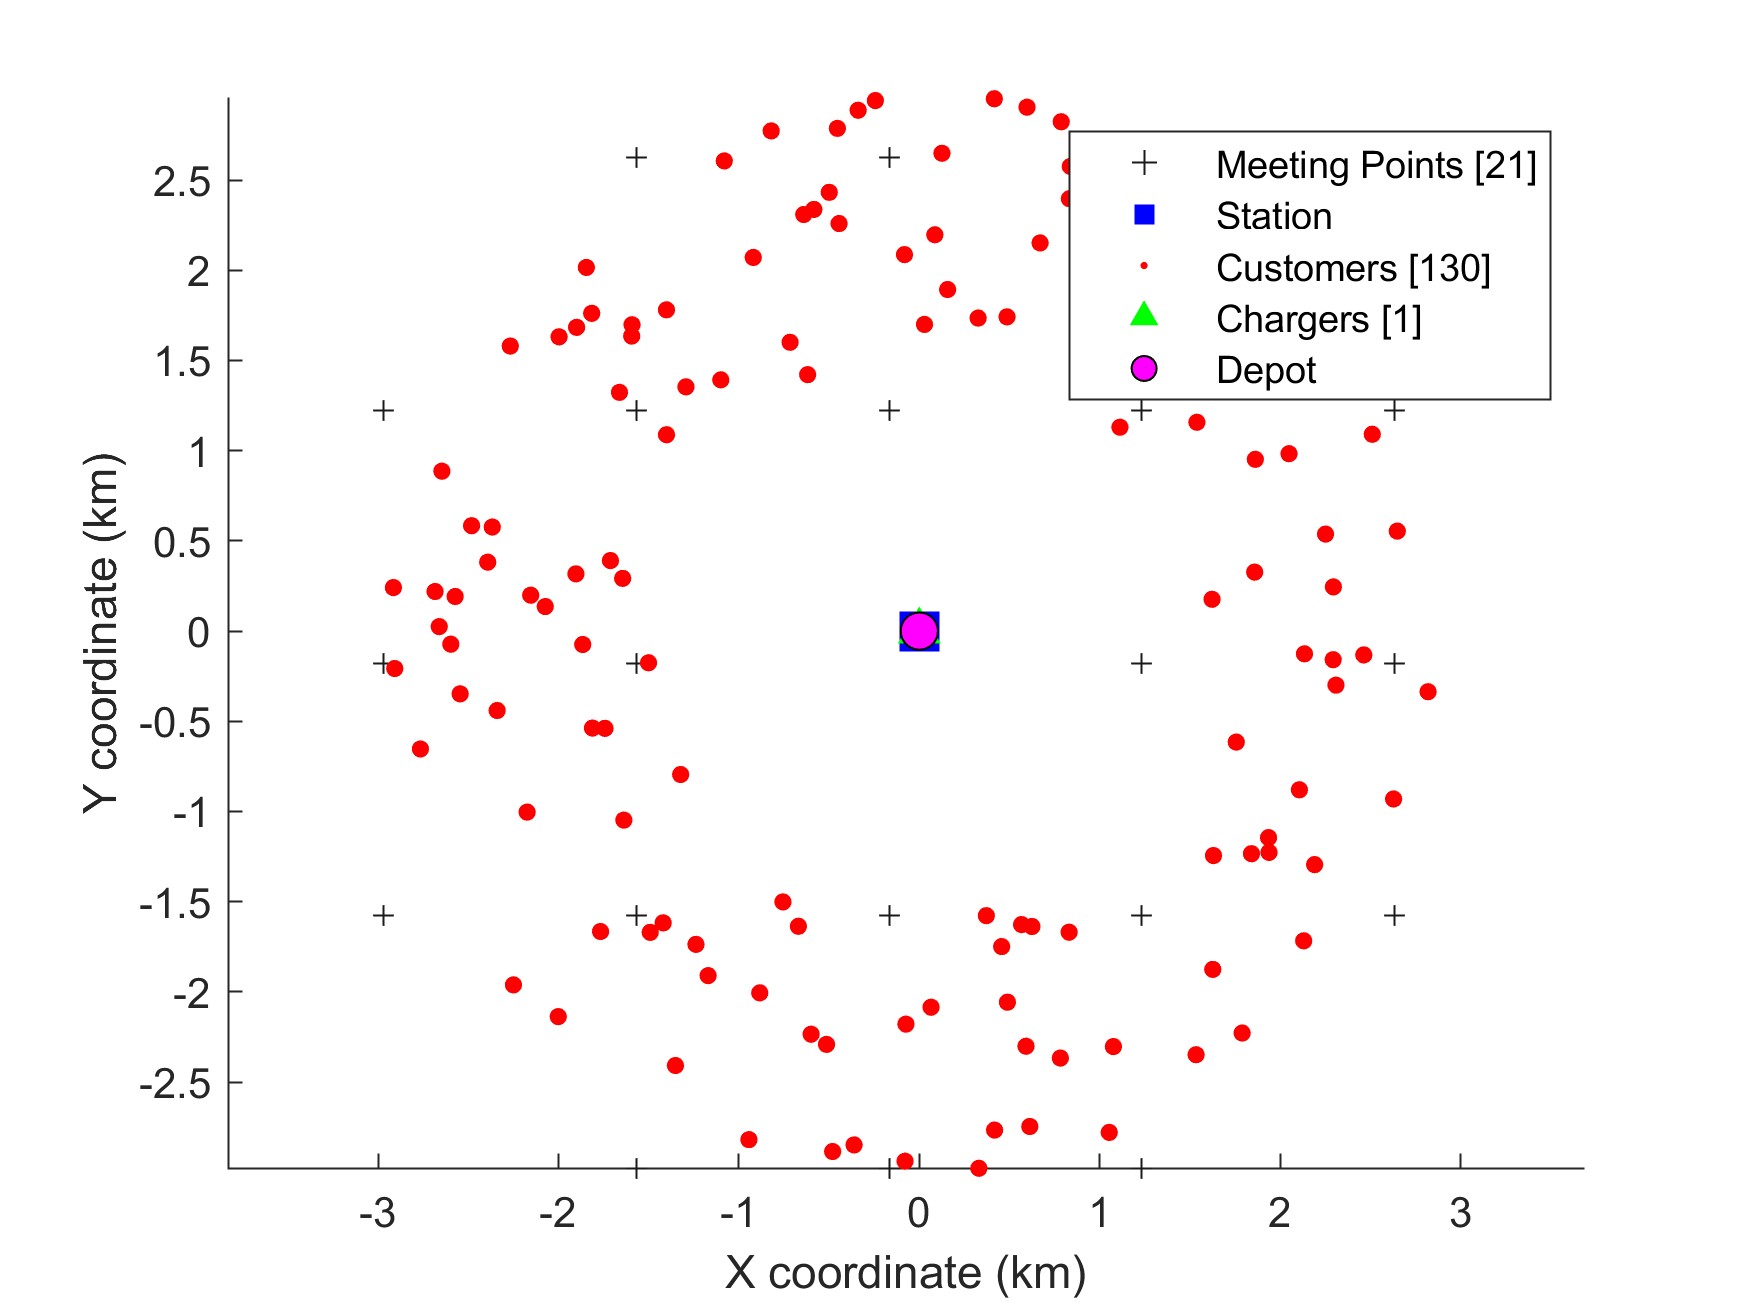 Meeting Points [21]
Station
Customers [130]
Chargers [1]
Depot
2.5
2
1.5
1
0.5
0
-0.5
-1
-1.5
-2
-2.5
Y coordinate (km)
-3 -2 -1 0 1 2 3
X coordinate (km)